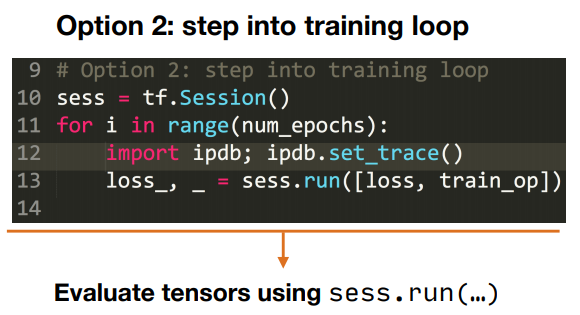 Option 2: step into training loop
9 # Option 2: step into training loop
10 sess = tf.Session()
11 for i in range(num_epochs):
12     import ipdb; ipdb.set_trace()
13     loss_, _ = sess.run([loss, train_op])
14
Evaluate tensors using sess.run(…)